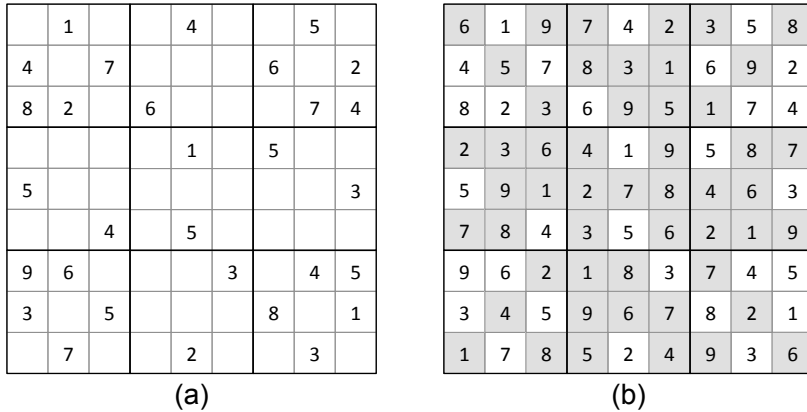 1 4 5 6 1 9 7 4 2 3 5 8
4 7 6 2 4 5 7 8 3 1 6 9 2
8 2 6 7 4 8 2 3 6 9 5 1 7 4
1 5 2 3 6 4 1 9 5 8 7
5 3 5 9 1 2 7 8 4 6 3
4 5 7 8 4 3 5 6 2 1 9
9 6 3 4 5 9 6 2 1 8 3 7 4 5
3 5 8 1 3 4 5 9 6 7 8 2 1
7 2 3 1 7 8 5 2 4 9 3 6
(a) (b)